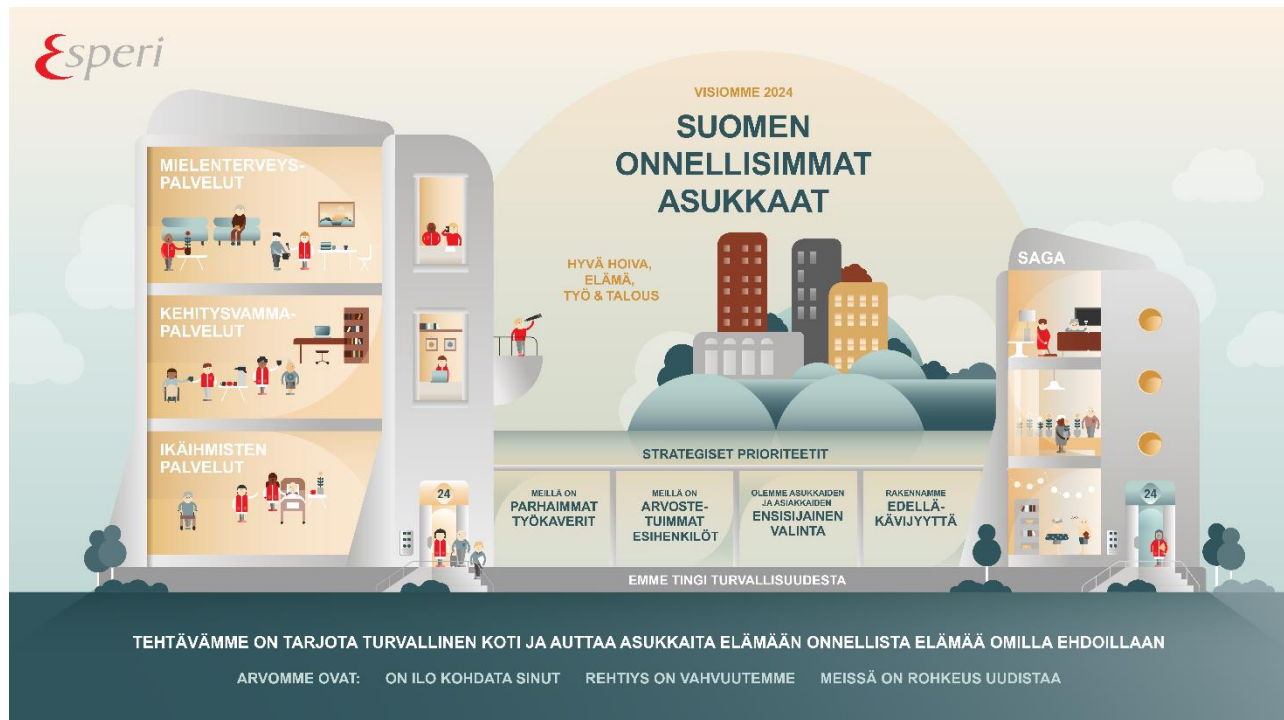 Esperi
VISIOMME 2024
SUOMEN
ONNELLISIMMAT
ASUKKAAT
HYVÄ HOIVA,
ELÄMÄ,
TYÖ & TALOUS
MIELENTERVEYS-
PALVELUT
KEHITYSVAMMA-
PALVELUT
IKÄIHMISTEN
PALVELUT
24
SAGA
24
STRATEGISET PRIORITEETIT
MEILLÄ ON
PARHAIMMAT
TYÖKAVERIT
MEILLÄ ON
ARVOSTE-
TUIMMAT
ESIHENKILÖT
OLEMME ASUKKAIDEN
JA ASIAKKAIDEN
ENSISIJAINEN
VALINTA
RAKENNAMME
EDELLÄ-
KÄVIJYYTTÄ
EMME TINGI TURVALLISUUDESTA
TEHTÄVÄMME ON TARJOTA TURVALLINEN KOTI JA AUTTAA ASUKKAITA ELÄMÄÄN ONNELLISTA ELÄMÄÄ OMILLA EHDOILLAAN
ARVOMME OVAT: ON ILO KOHDATA SINUT REHTIYS ON VAHVUUTEMME MEISSÄ ON ROHKEUS UUDISTAA